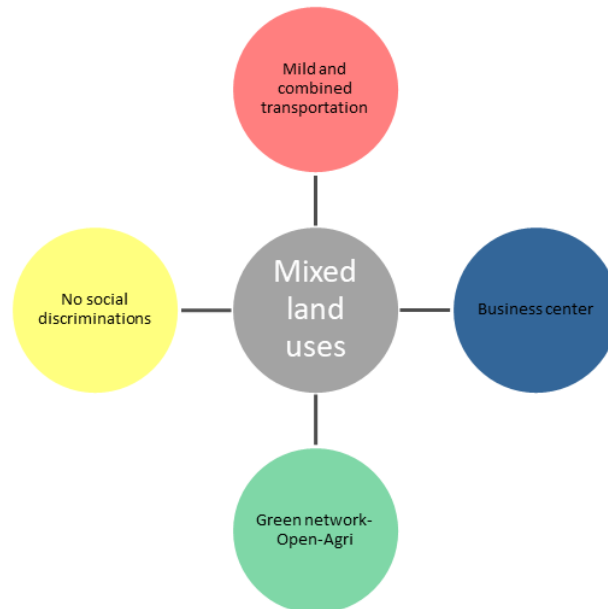 Mild and
combined
transportation
No social
discriminations
Mixed
land
uses
Business center
Green network-
Open-Agri